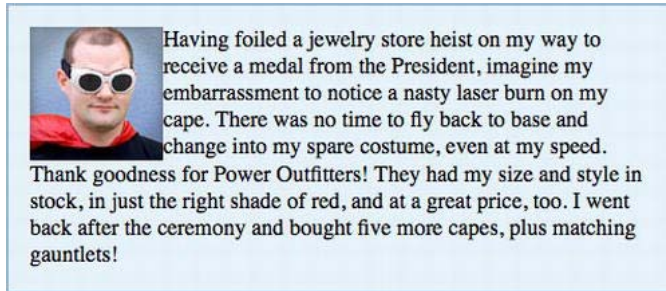 Having foiled a jewelry store heist on my way to
receive a medal from the President, imagine my
embarrassment to notice a nasty laser burn on my
cape. There was no time to fly back to base and
change into my spare costume, even at my speed.
Thank goodness for Power Outfitters! They had my size and style in
stock, in just the right shade of red, and at a great price, too. I went
back after the ceremony and bought five more capes, plus matching
gauntlets!